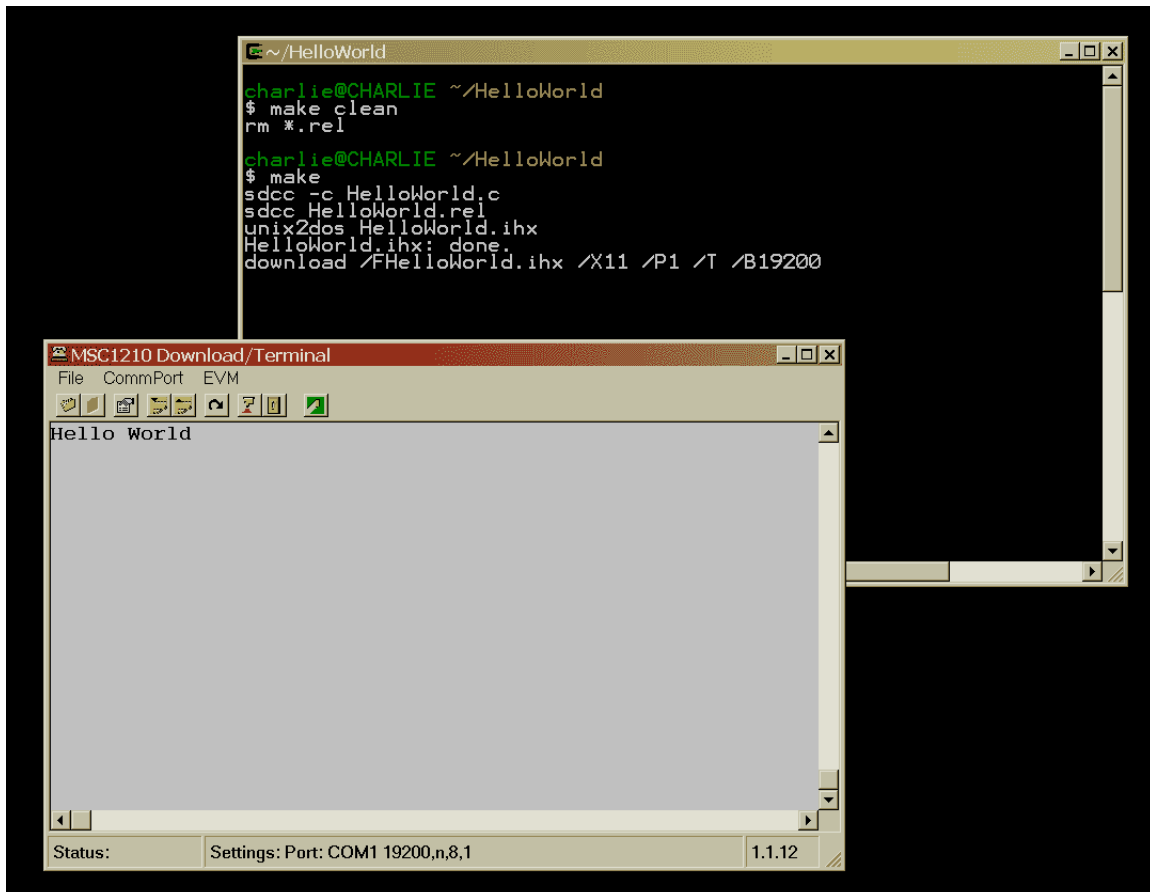 ~/HelloWorld
charlie@CHARLIE ~/HelloWorld
$ make clean
rm *.rel
charlie@CHARLIE ~/HelloWorld
$ make
sdcc -c HelloWorld.c
sdcc HelloWorld.rel
unix2dos HelloWorld.ihx
HelloWorld.ihx: done.
download /FHelloWorld.ihx /X11 /P1 /T /B19200
MSC1210 Download/Terminal
File CommPort EVM
Hello World
Status: Settings: Port: COM1 19200,n,8,1 1.1.12